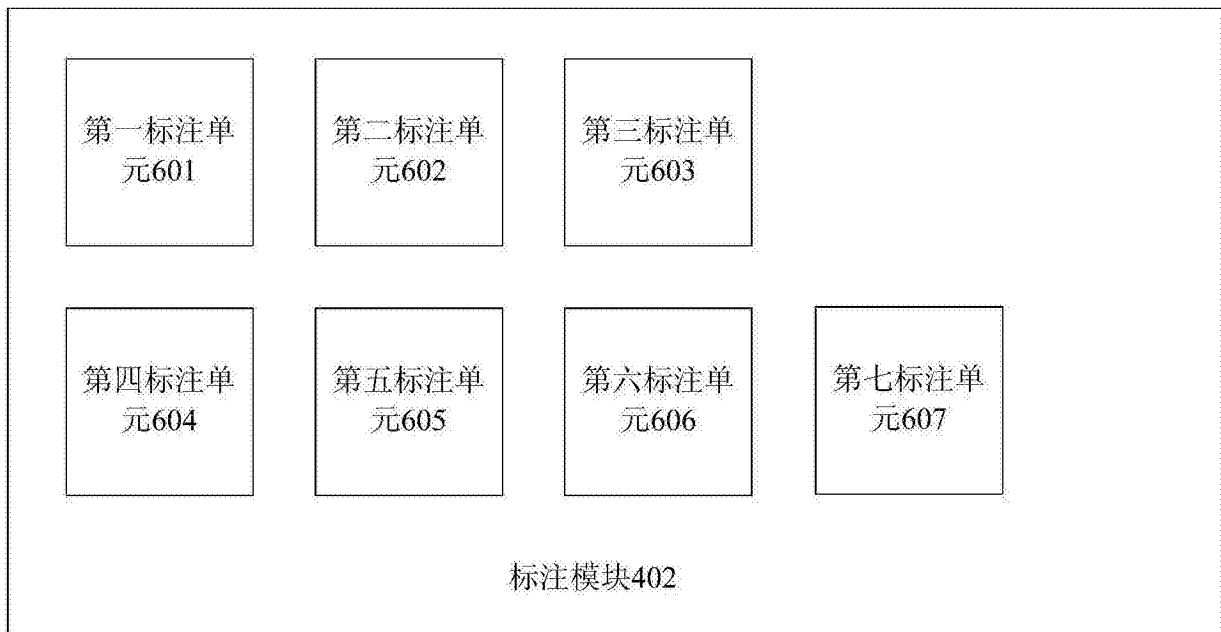 第一标注单
元601
第二标注单
元602
第三标注单
元603
第四标注单
元604
第五标注单
元605
第六标注单
元606
第七标注单
元607
标注模块402